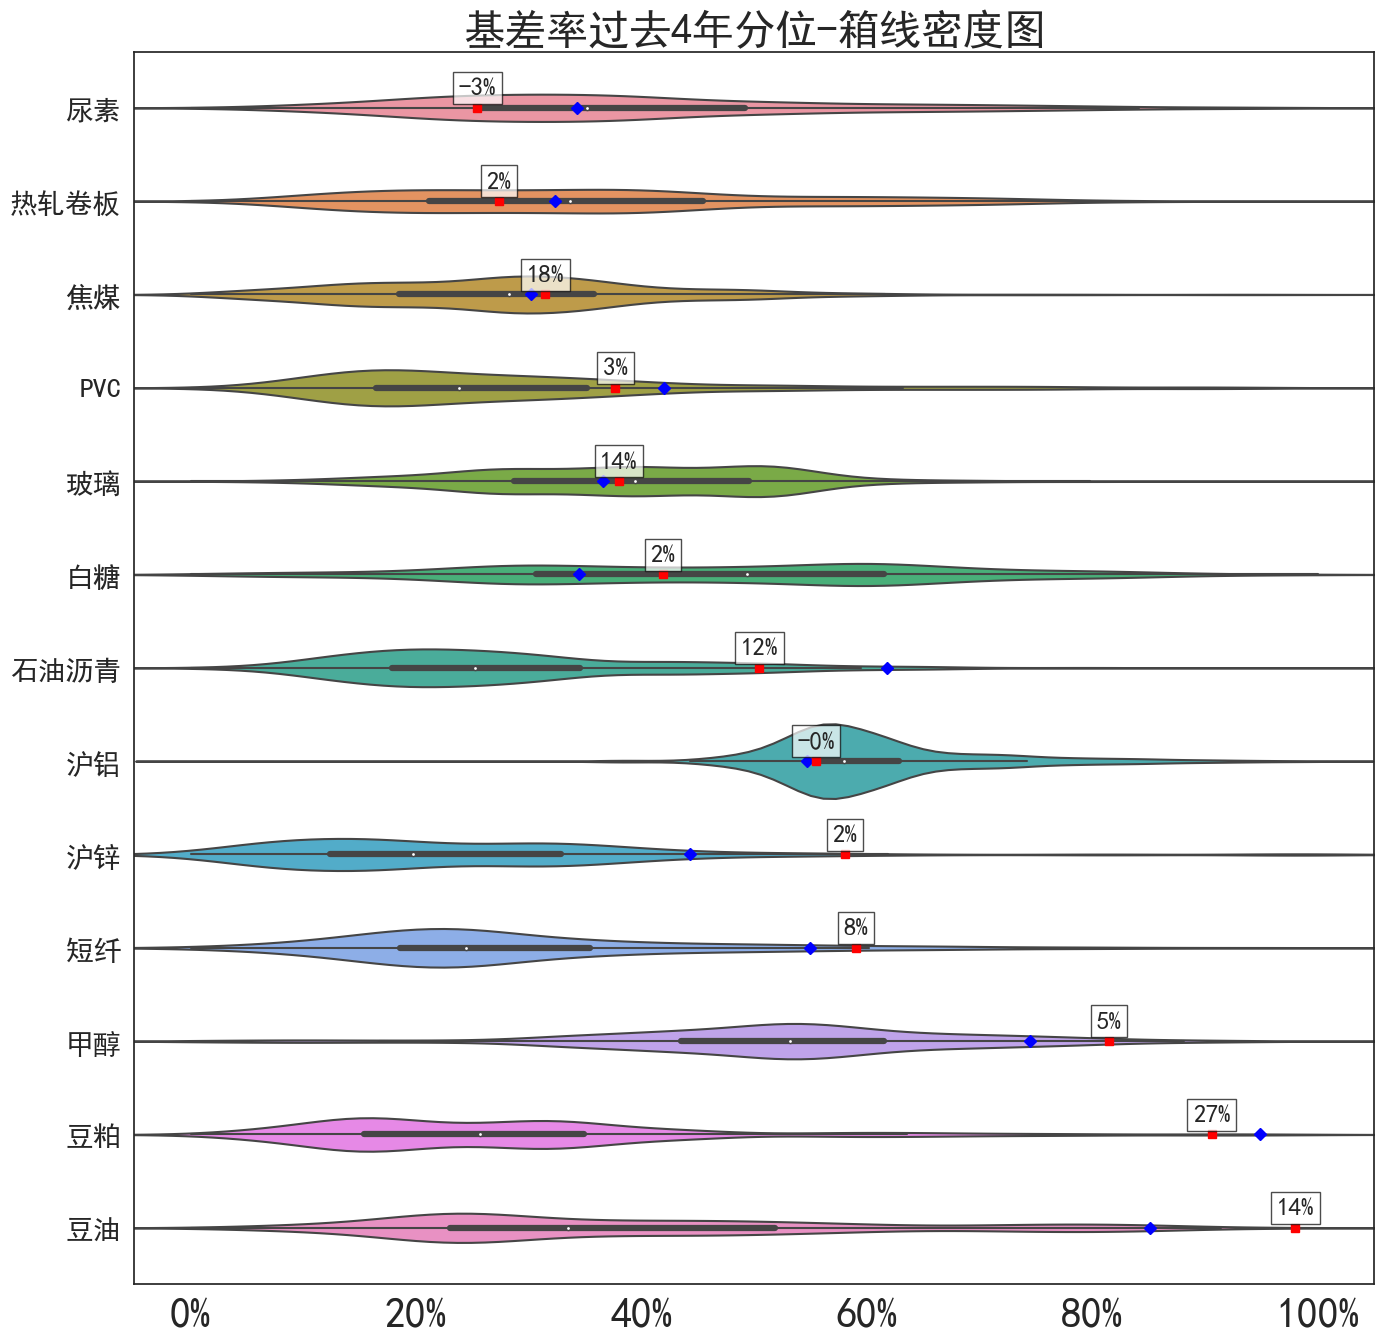 基差率过去4年分位-箱线密度图
尿素
-3%
热轧卷板
2%
焦煤
18%
PVC
3%
玻璃
14%
白糖
2%
石油沥青
12%
沪铝
-0%
沪锌
2%
短纤
8%
甲醇
5%
豆粕
27%
豆油
14%
0% 20% 40% 60% 80% 100%